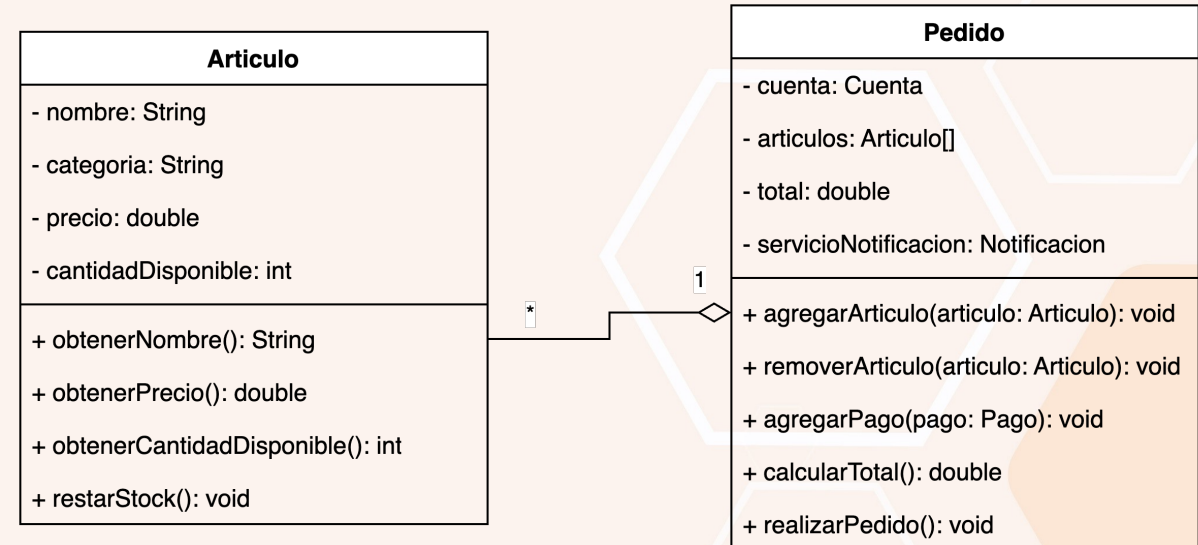 Articulo
- nombre: String
- categoria: String
- precio: double
- cantidadDisponible: int
+ obtenerNombre(): String
+ obtenerPrecio(): double
+ obtenerCantidadDisponible(): int
+ restarStock(): void
*
1
Pedido
- cuenta: Cuenta
- articulos: Articulo[]
- total: double
- servicioNotificacion: Notificacion
+ agregarArticulo(articulo: Articulo): void
+ removerArticulo(articulo: Articulo): void
+ agregarPago(pago: Pago): void
+ calcularTotal(): double
+ realizarPedido(): void